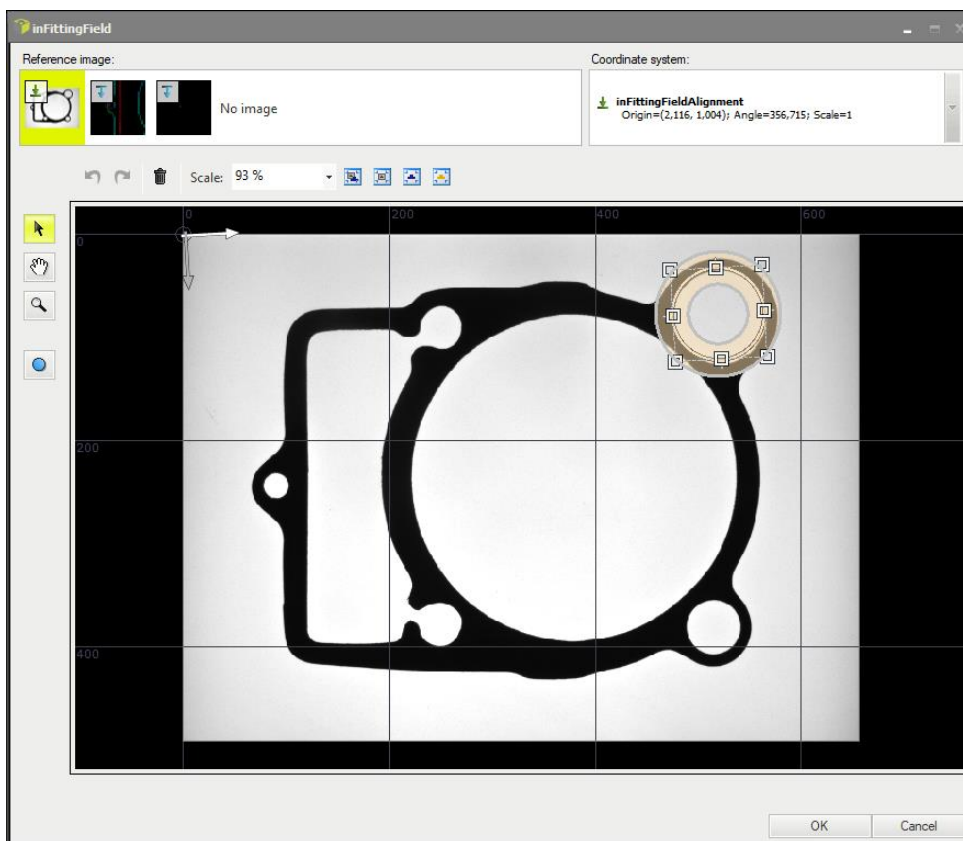 inFittingField
Reference image:
Coordinate system:
No image
inFittingFieldAlignment
Origin=(2,116, 1,004); Angle=356,715; Scale=1
Scale: 93 %
0 200 400 600
0
200
400
OK Cancel